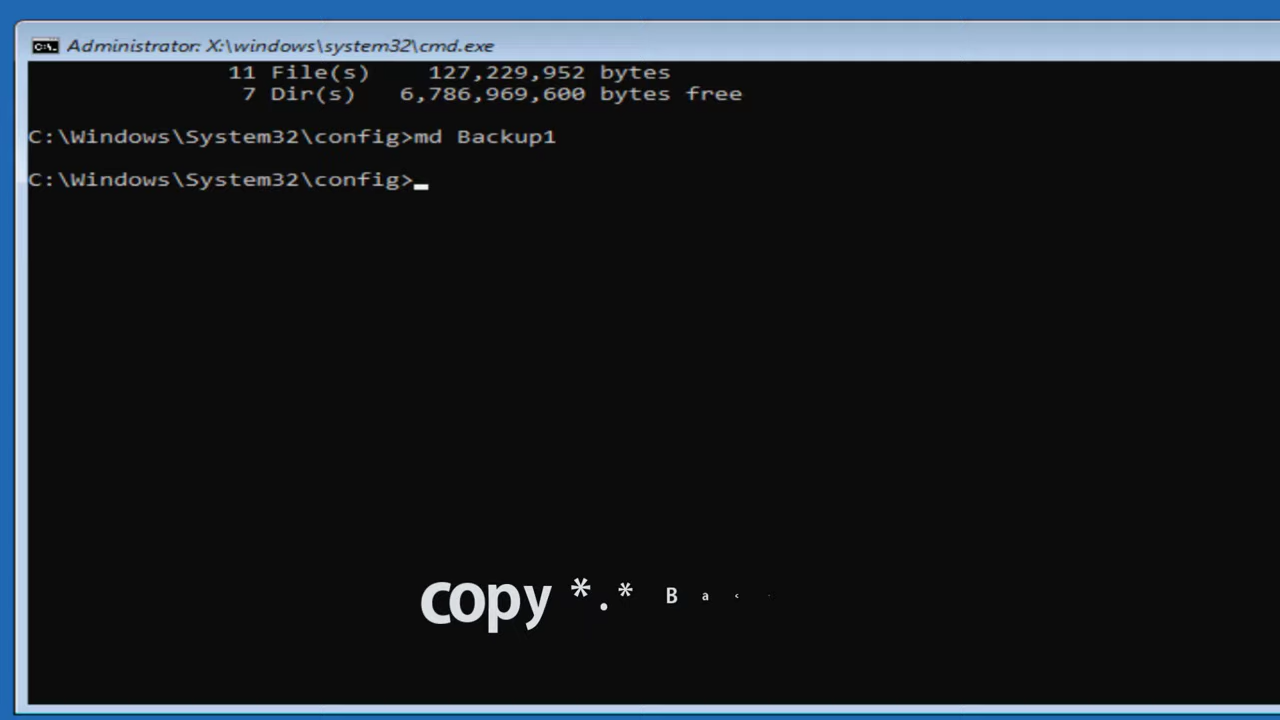 Administrator: X:\windows\system32\cmd.exe
11 File(s) 127,229,952 bytes
7 Dir(s) 6,786,969,600 bytes free
C:\Windows\System32\config>md Backup1
C:\Windows\System32\config>
copy *.* Bac